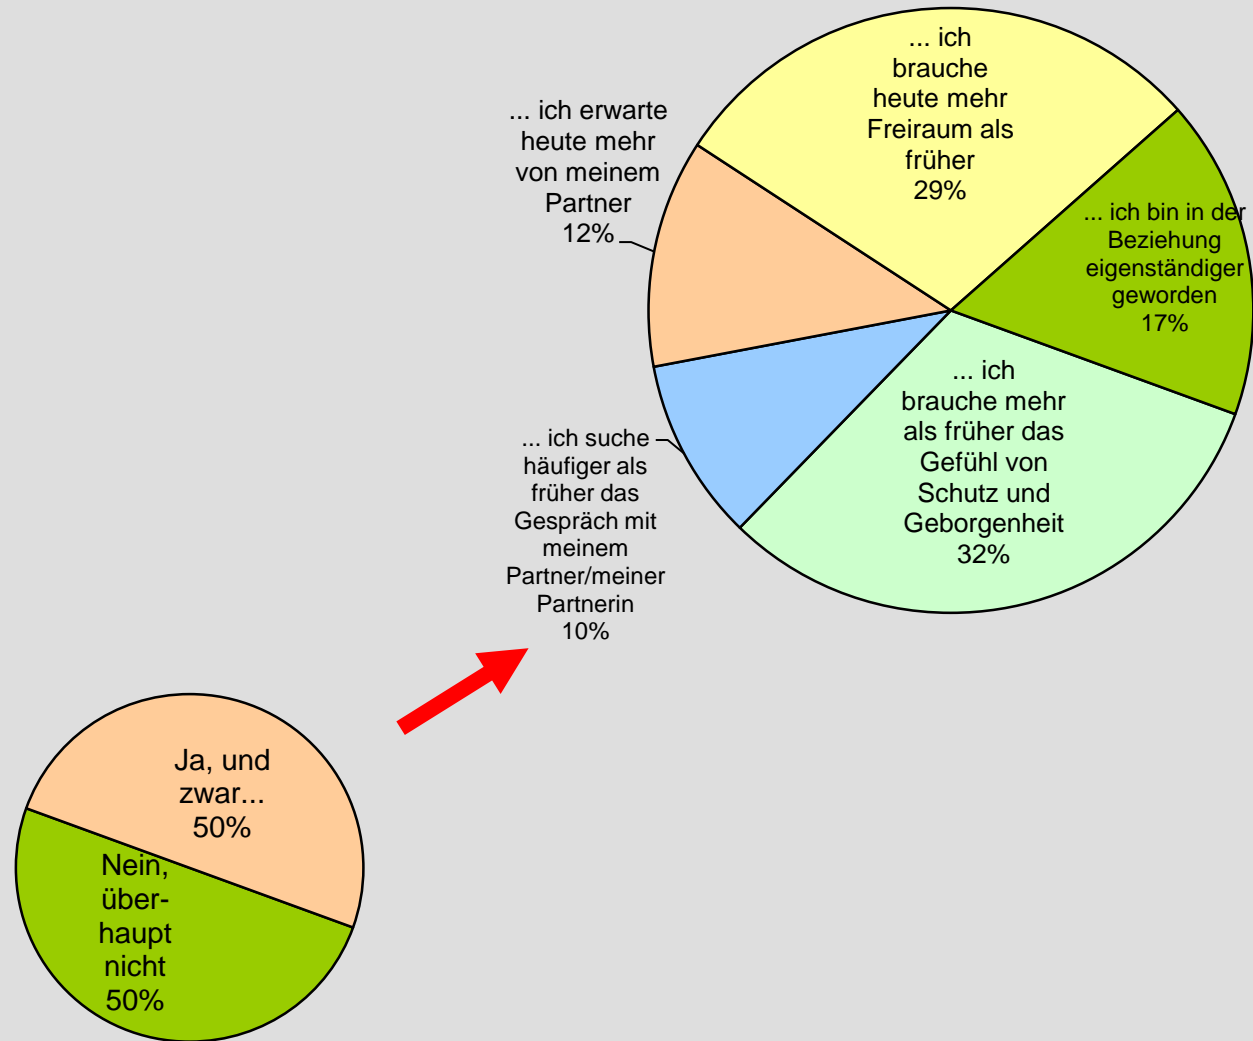 ... ich
brauche
heute mehr
Freiraum als
früher
29%
... ich erwarte
heute mehr
von meinem
Partner
12%
... ich bin in der
Beziehung
eigenständiger
geworden
17%
... ich
brauche mehr
als früher das
Gefühl von
Schutz und
Geborgenheit
32%
... ich suche
häufiger als
früher das
Gespräch mit
meinem
Partner/meiner
Partnerin
10%
Ja, und
zwar...
50%
Nein,
über-
haupt
nicht
50%